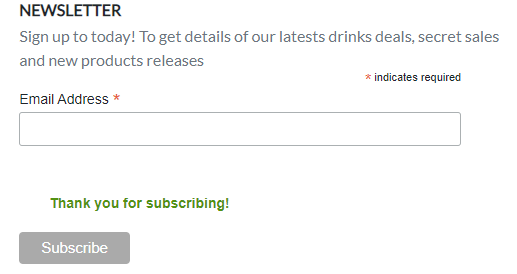 NEWSLETTER
Sign up to today! To get details of our latests drinks deals, secret sales
and new products releases
* indicates required
Email Address *
Thank you for subscribing!
Subscribe